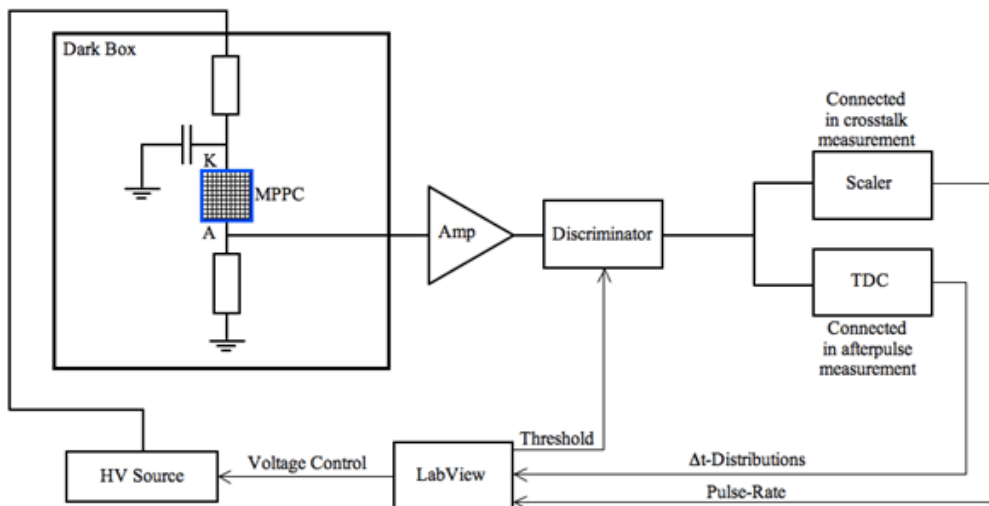 Dark Box
K
MPPC
A
Amp
Discriminator
Connected
in crosstalk
measurement
Scaler
TDC
Connected
in afterpulse
measurement
Threshold
HV Source
Voltage Control
LabView
Δt-Distributions
Pulse-Rate